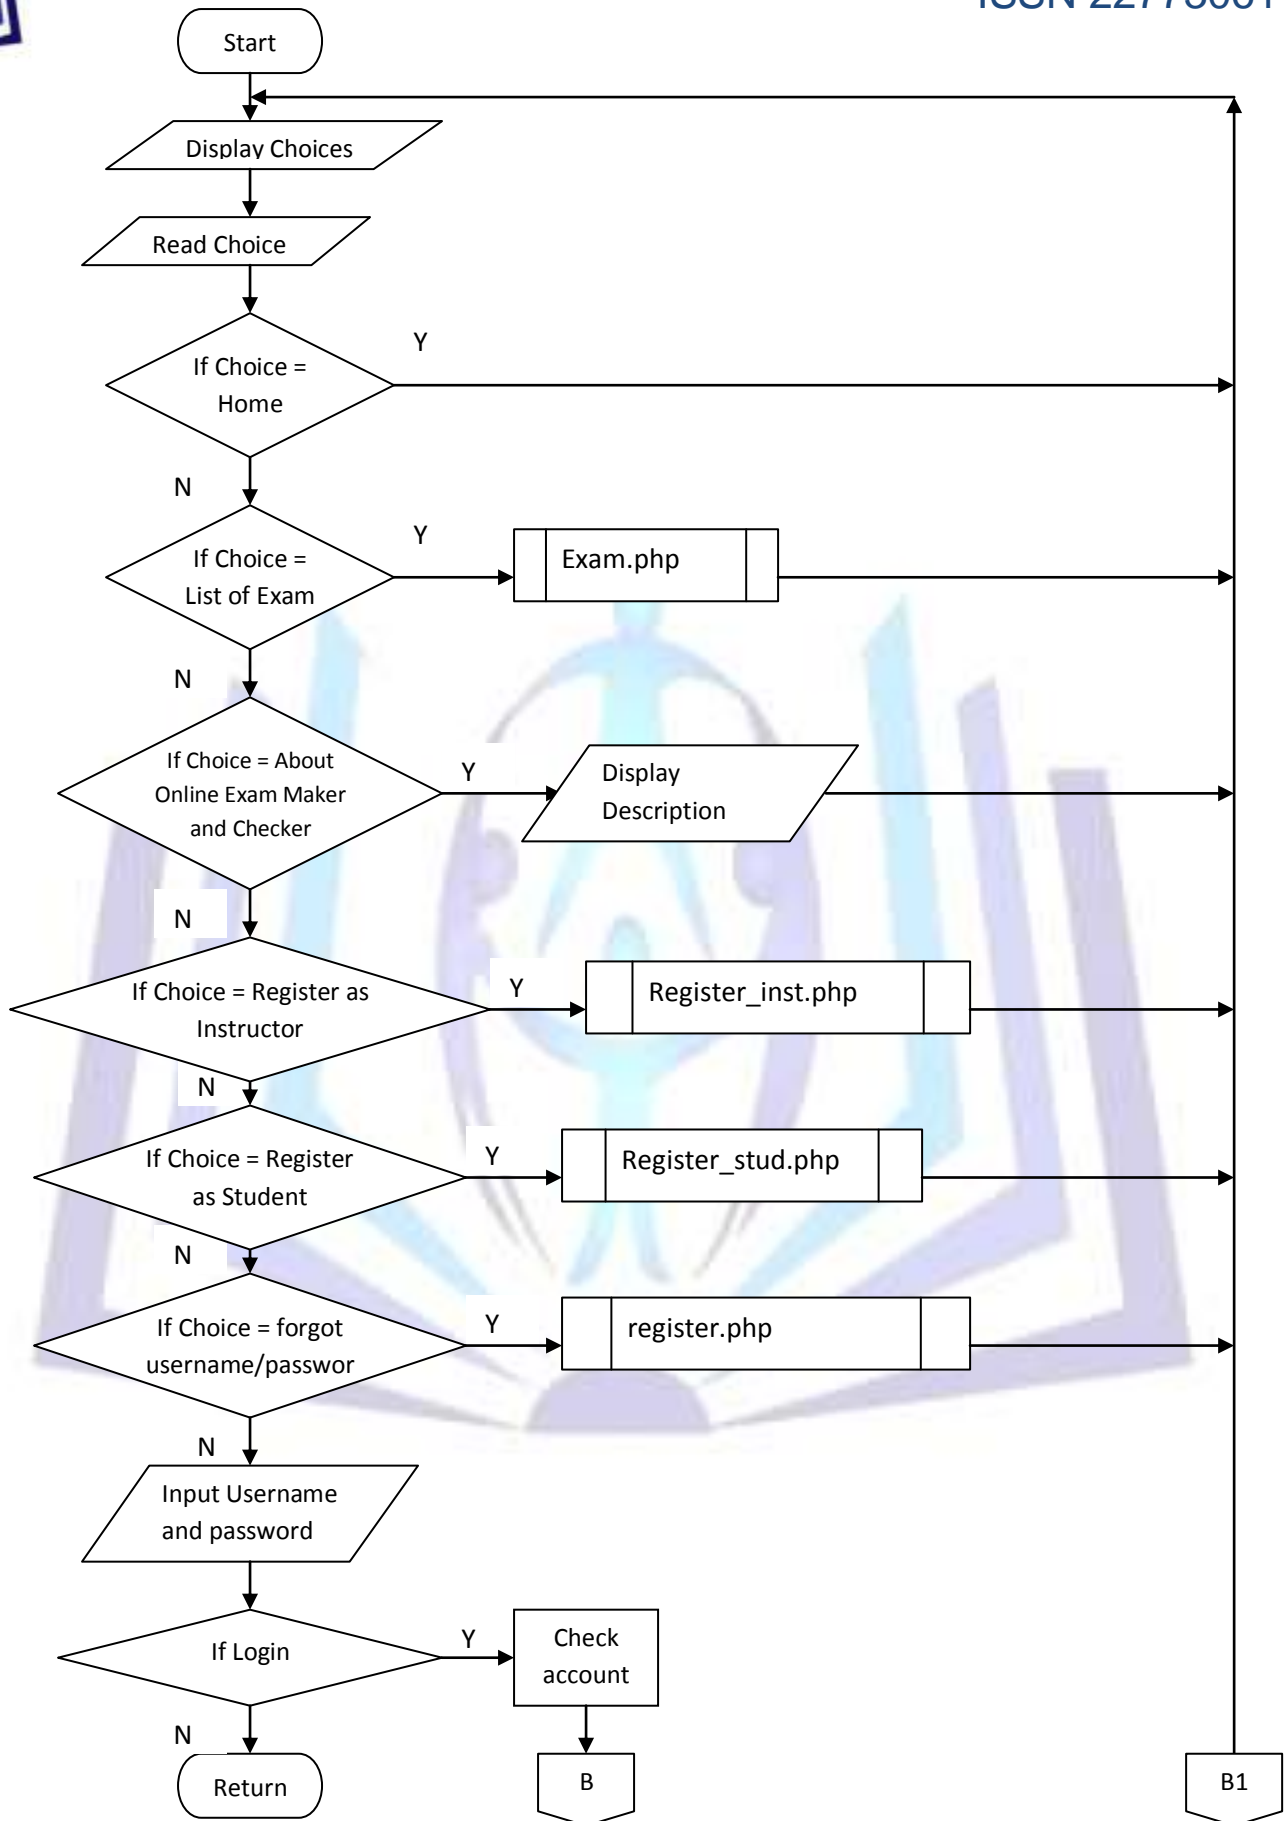 Start
Display Choices
Read Choice
If Choice =
Home
Y
N
If Choice =
List of Exam
Y
Exam.php
N
If Choice = About
Online Exam Maker
and Checker
Y
Display
Description
N
If Choice = Register as
Instructor
Y
Register_inst.php
N
If Choice = Register
as Student
Y
Register_stud.php
N
If Choice = forgot
username/passwor
Y
register.php
N
Input Username
and password
If Login
Y
Check
account
N
Return
B
B1